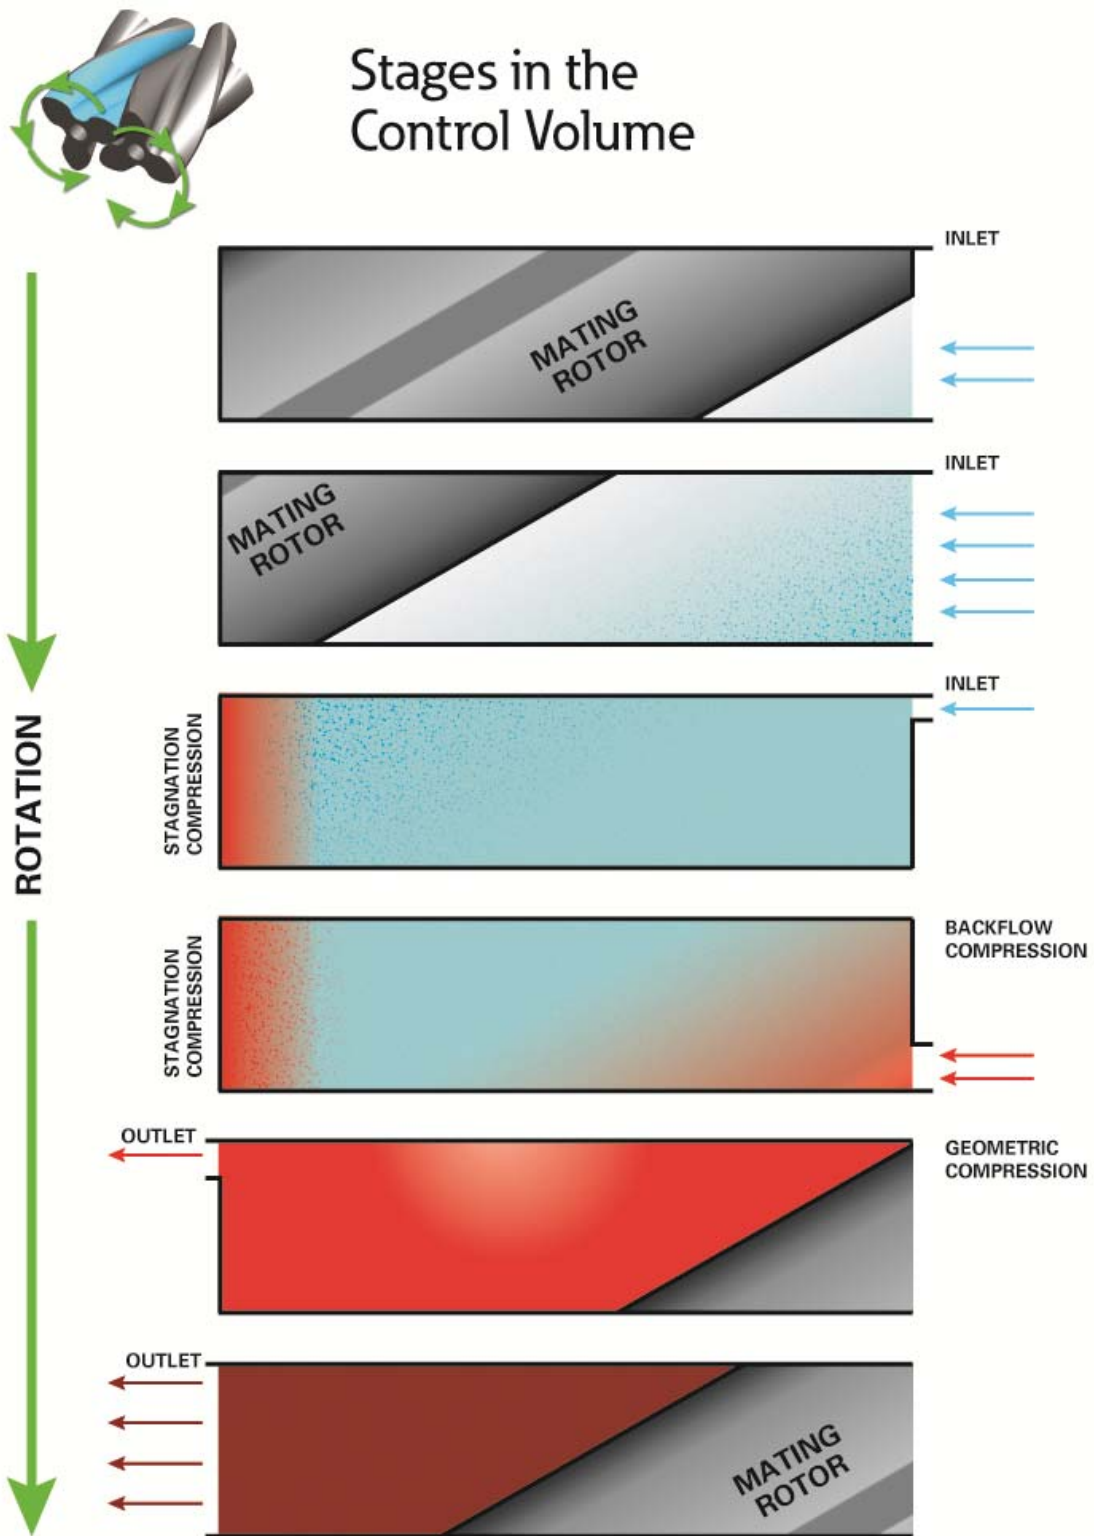 Stages in the
Control Volume
INLET
MATING
ROTOR
INLET
MATING
ROTOR
INLET
STAGNATION
COMPRESSION
ROTATION
BACKFLOW
COMPRESSION
STAGNATION
COMPRESSION
OUTLET
GEOMETRIC
COMPRESSION
OUTLET
MATING
ROTOR